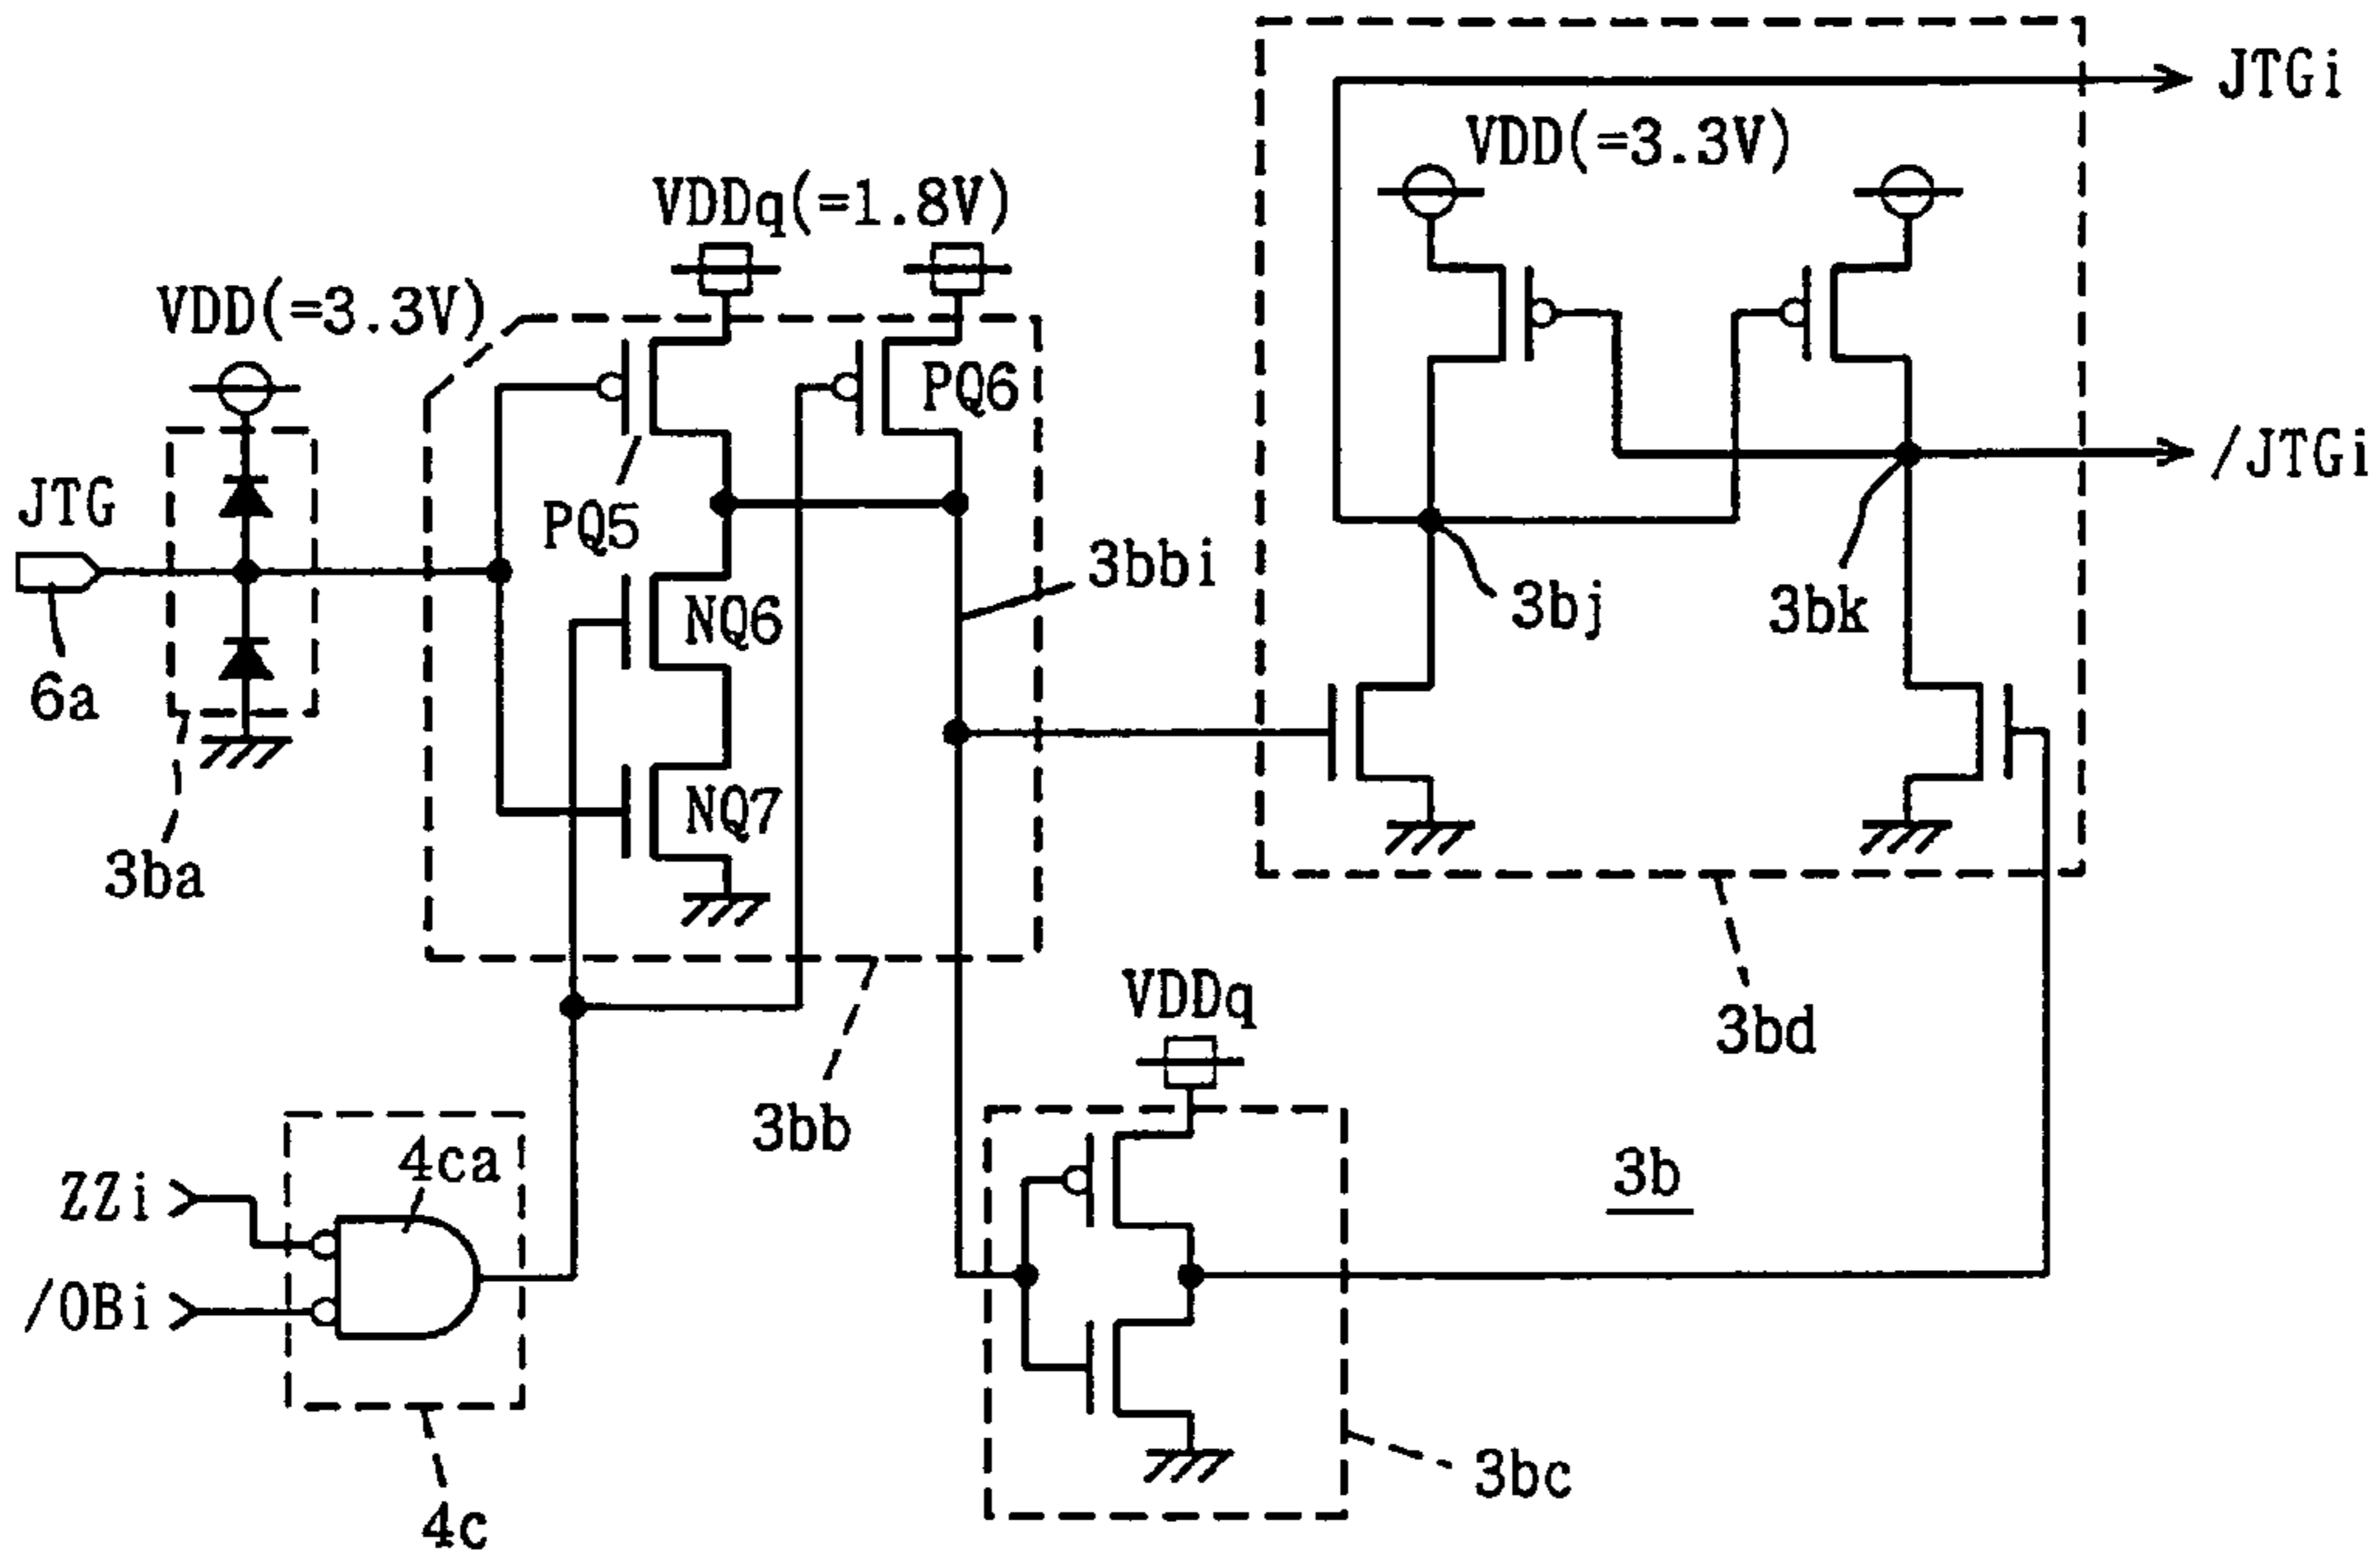 JTGi
VDD(=3.3V)
VDDq(=1.8V)
VDD(=3.3V)
PQ6
/JTGi
JTG
PQ5
3bbi
3bj
3bk
NQ6
6a
NQ7
3ba
VDDq
3bd
3bb
4ca
ZZi
3b
/OBi
3bc
4c